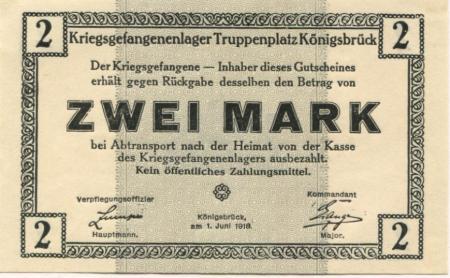 2 2
Kriegsgefangenenlager Truppenplatz Königsbrück
Der Kriegsgefangene — Inhaber dieses Gutscheines
erhält gegen Rückgabe desselben den Betrag von
ZWEI MARK
bei Abtransport nach der Heimat von der Kasse
des Kriegsgefangenenlagers ausbezahlt.
Kein öffentliches Zahlungsmittel.
Verpflegungsoffizier Kommandant
Königsbrück,
am 1. Juni 1918.
Hauptmann. Major.
2 2